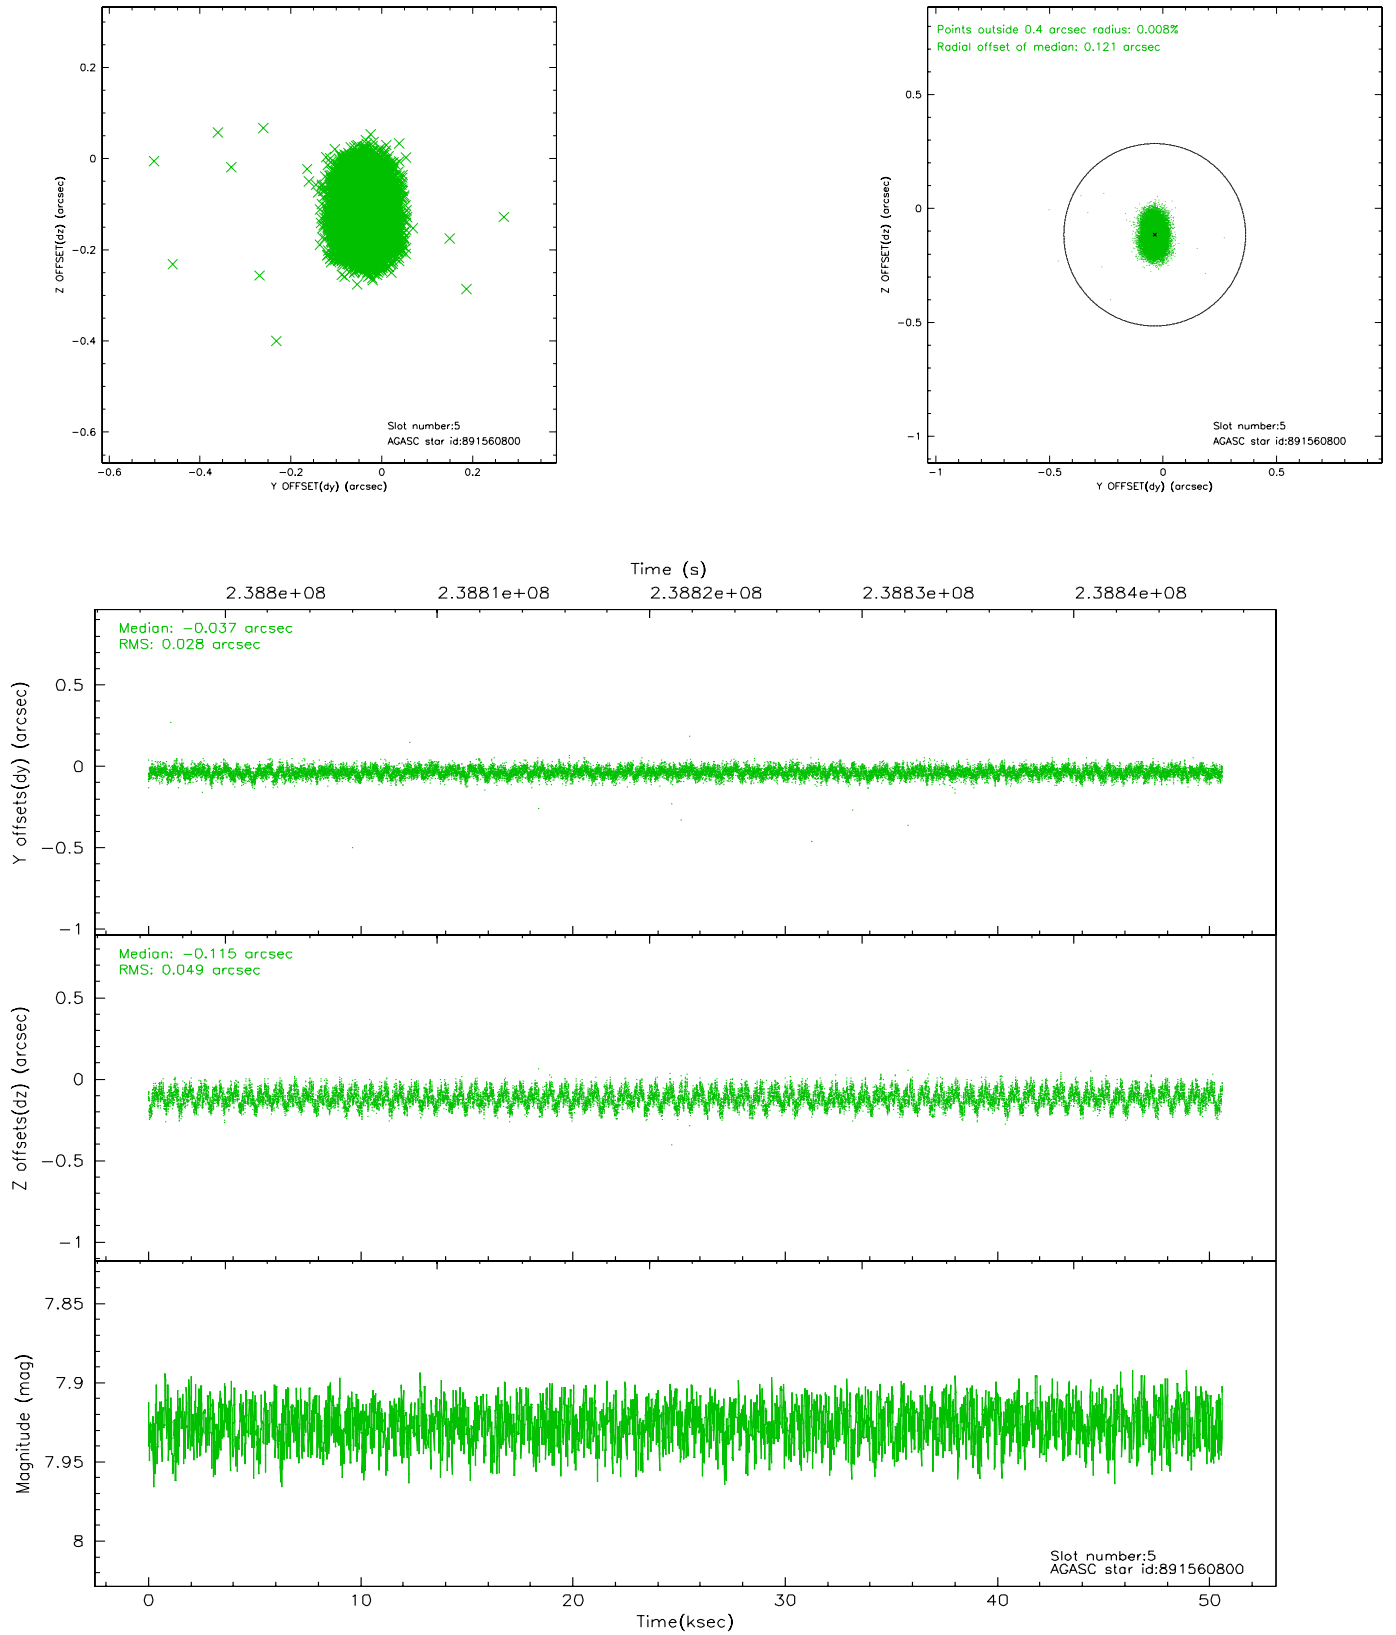 0.2
0
-0.2
-0.4
-0.6
-0.6
-0.4
-0.2
0
0.2
Z OFFSET(dz) (arcsec)
Y OFFSET(dy) (arcsec)
Slot number:5
AGASC star id:891560800
Points outside 0.4 arcsec radius: 0.008%
Radial offset of median: 0.121 arcsec
0.5
0
-0.5
-1
-1
-0.5
0
0.5
Z OFFSET(dz) (arcsec)
Y OFFSET(dy) (arcsec)
Slot number:5
AGASC star id:891560800
Time (s)
2.388e+08
2.3881e+08
2.3882e+08
2.3883e+08
2.3884e+08
Median: -0.037 arcsec
RMS: 0.028 arcsec
0.5
0
-0.5
-1
Y offsets(dy) (arcsec)
Median: -0.115 arcsec
RMS: 0.049 arcsec
0.5
0
-0.5
-1
Z offsets(dz) (arcsec)
7.85
7.9
7.95
8
Magnitude (mag)
Slot number:5
AGASC star id:891560800
0
10
20
30
40
50
Time(ksec)